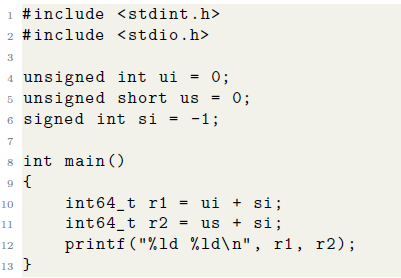 1 #include <stdint.h>
2 #include <stdio.h>
3
4 unsigned int ui = 0;
5 unsigned short us = 0;
6 signed int si = -1;
7
8 int main()
9 {
10     int64_t r1 = ui + si;
11     int64_t r2 = us + si;
12     printf("%ld %ld\n", r1, r2);
13 }